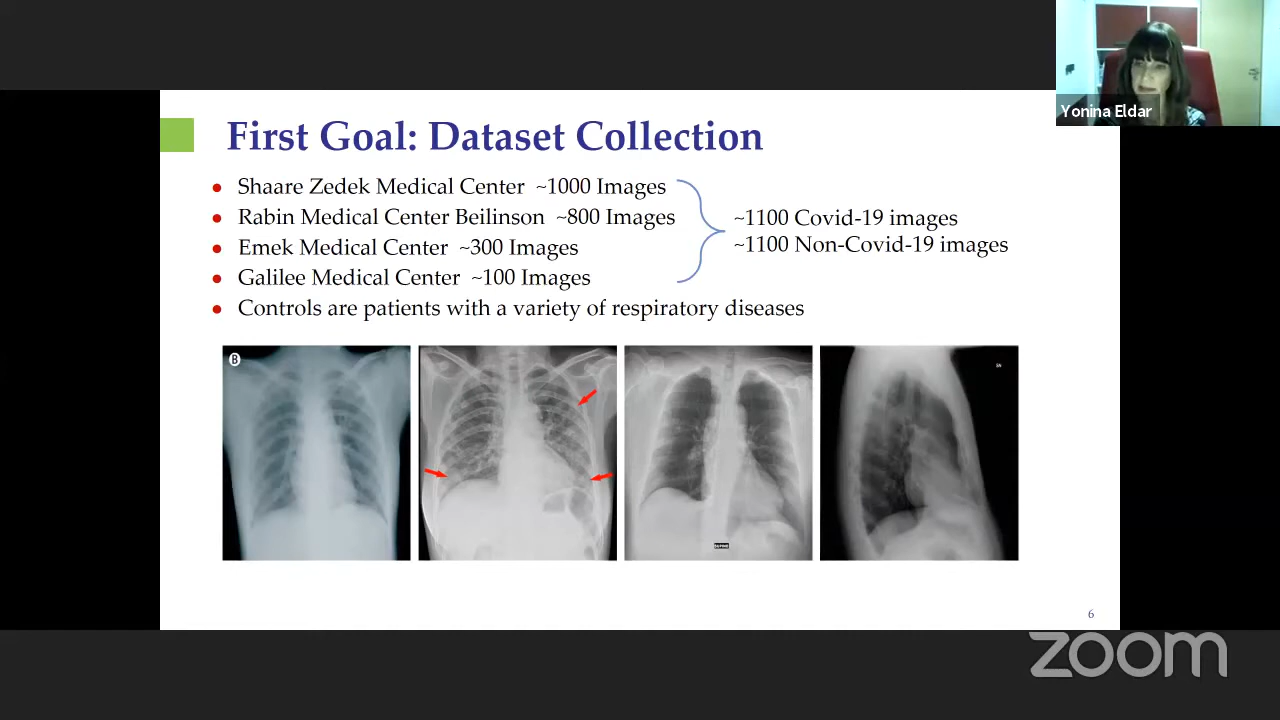 Yonina Eldar
First Goal: Dataset Collection
Shaare Zedek Medical Center ~1000 Images
Rabin Medical Center Beilinson ~800 Images
Emek Medical Center ~300 Images
Galilee Medical Center ~100 Images
~1100 Covid-19 images
~1100 Non-Covid-19 images
Controls are patients with a variety of respiratory diseases
B
6
zoom